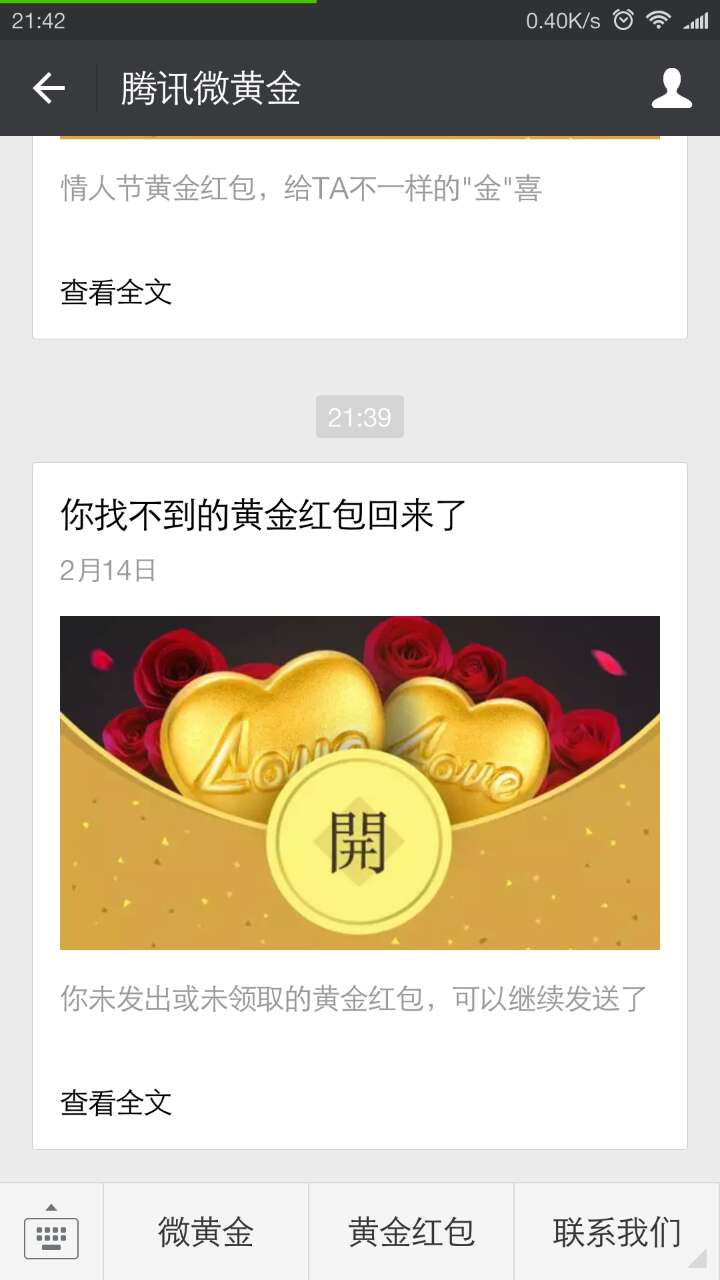 21:42
0.40K/s
腾讯微黄金
情人节黄金红包，给TA不一样的"金"喜
查看全文
21:39
你找不到的黄金红包回来了
2月14日
Love Love
開
你未发出或未领取的黄金红包，可以继续发送了
查看全文
微黄金
黄金红包
联系我们